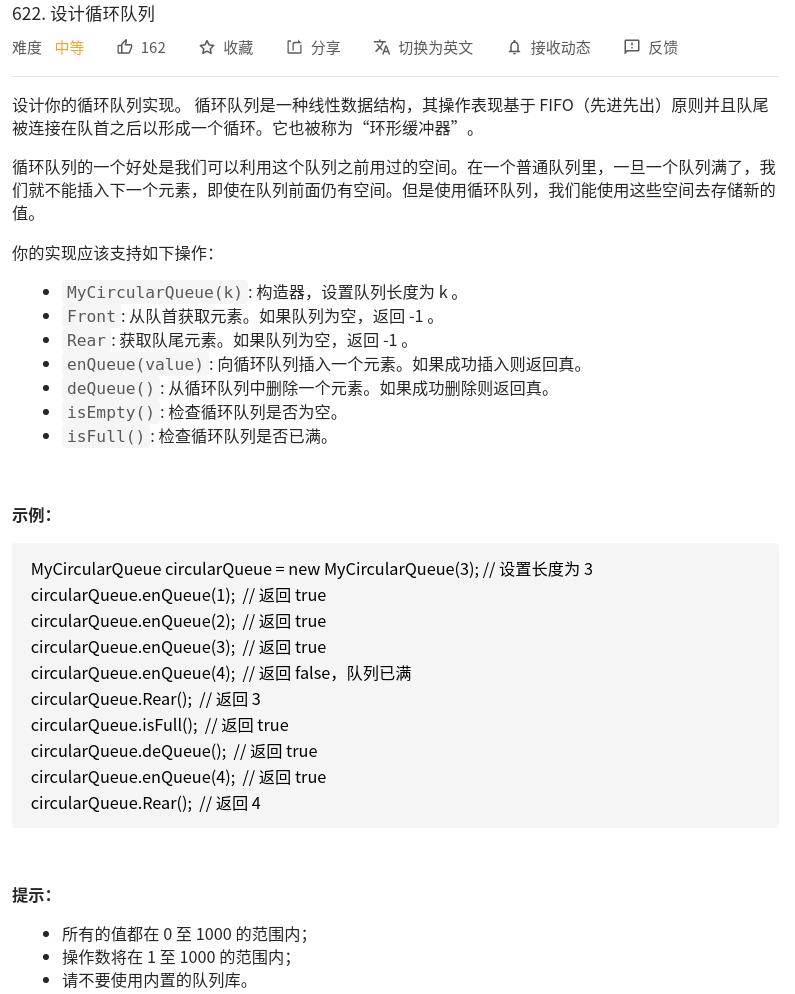 622. 设计循环队列
难度 中等 162 收藏 分享 切换为英文 接收动态 反馈
设计你的循环队列实现。 循环队列是一种线性数据结构，其操作表现基于 FIFO（先进先出）原则并且队尾
被连接在队首之后以形成一个循环。它也被称为“环形缓冲器”。
循环队列的一个好处是我们可以利用这个队列之前用过的空间。在一个普通队列里，一旦一个队列满了，我
们就不能插入下一个元素，即使在队列前面仍有空间。但是使用循环队列，我们能使用这些空间去存储新的
值。
你的实现应该支持如下操作：
MyCircularQueue(k): 构造器，设置队列长度为 k 。
Front: 从队首获取元素。如果队列为空，返回 -1 。
Rear: 获取队尾元素。如果队列为空，返回 -1 。
enQueue(value): 向循环队列插入一个元素。如果成功插入则返回真。
deQueue(): 从循环队列中删除一个元素。如果成功删除则返回真。
isEmpty(): 检查循环队列是否为空。
isFull(): 检查循环队列是否已满。
示例：
MyCircularQueue circularQueue = new MyCircularQueue(3); // 设置长度为 3
circularQueue.enQueue(1); // 返回 true
circularQueue.enQueue(2); // 返回 true
circularQueue.enQueue(3); // 返回 true
circularQueue.enQueue(4); // 返回 false，队列已满
circularQueue.Rear(); // 返回 3
circularQueue.isFull(); // 返回 true
circularQueue.deQueue(); // 返回 true
circularQueue.enQueue(4); // 返回 true
circularQueue.Rear(); // 返回 4
提示：
所有的值都在 0 至 1000 的范围内；
操作数将在 1 至 1000 的范围内；
请不要使用内置的队列库。